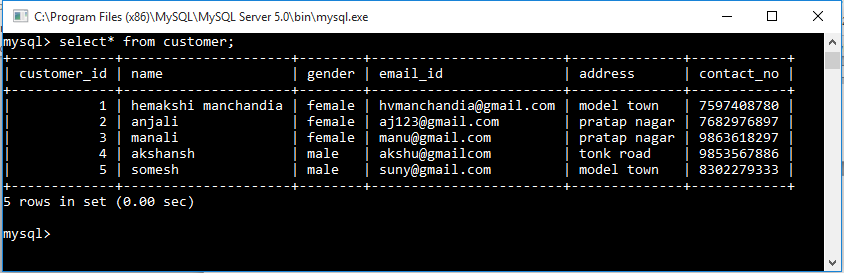 C:\Program Files (x86)\MySQL\MySQL Server 5.0\bin\mysql.exe
mysql> select* from customer;
+-------------+---------------------+--------+-----------------------+--------------+------------+
| customer_id | name                | gender | email_id              | address      | contact_no |
+-------------+---------------------+--------+-----------------------+--------------+------------+
|           1 | hemakshi manchandia | female | hvmanchandia@gmail.com | model town   | 7597408780 |
|           2 | anjali              | female | aj123@gmail.com       | pratap nagar | 7682976897 |
|           3 | manali              | female | manu@gmail.com        | pratap nagar | 9863618297 |
|           4 | akshansh            | male   | akshu@gmailcom        | tonk road    | 9853567886 |
|           5 | somesh              | male   | suny@gmail.com        | model town   | 8302279333 |
+-------------+---------------------+--------+-----------------------+--------------+------------+
5 rows in set (0.00 sec)
mysql>